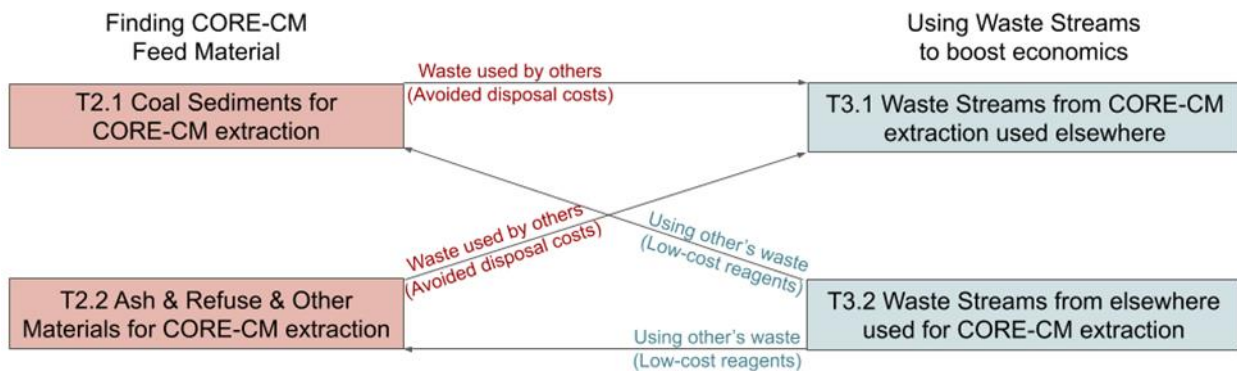 Finding CORE-CM
Feed Material
Using Waste Streams
to boost economics
T2.1 Coal Sediments for
CORE-CM extraction
Waste used by others
(Avoided disposal costs)
T3.1 Waste Streams from CORE-CM
extraction used elsewhere
Waste used by others
(Avoided disposal costs)
Using other's waste
(Low-cost reagents)
T2.2 Ash & Refuse & Other
Materials for CORE-CM extraction
Using other's waste
(Low-cost reagents)
T3.2 Waste Streams from elsewhere
used for CORE-CM extraction